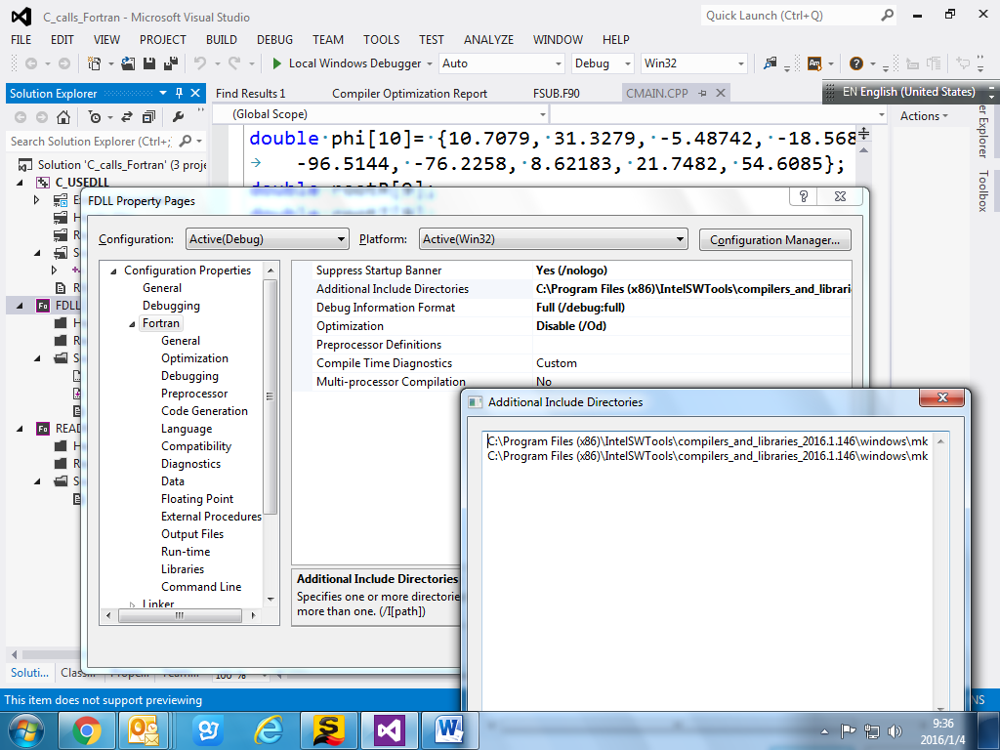 C_calls_Fortran - Microsoft Visual Studio
Quick Launch (Ctrl+Q)
FILE EDIT VIEW PROJECT BUILD DEBUG TEAM TOOLS TEST ANALYZE WINDOW HELP
Local Windows Debugger Auto Debug Win32
Solution Explorer
Find Results 1 Compiler Optimization Report FSUB.F90 CMAIN.CPP
EN English (United States)
(Global Scope)
Actions
er Explorer
Toolbox
Search Solution Explorer (Ctrl+;
Solution 'C_calls_Fortran' (3 proje
C_USEDLL
double phi[10]= {10.7079, 31.3279, -5.48742, -18.568
-96.5144, -76.2258, 8.62183, 21.7482, 54.6085};
FDLL
READ
FDLL Property Pages
Configuration: Active(Debug) Platform: Active(Win32) Configuration Manager...
Configuration Properties
General
Debugging
Fortran
General
Optimization
Debugging
Preprocessor
Code Generation
Language
Compatibility
Diagnostics
Data
Floating Point
External Procedures
Output Files
Run-time
Libraries
Command Line
Linker
Suppress Startup Banner Yes (/nologo)
Additional Include Directories C:\Program Files (x86)\IntelSWTools\compilers_and_librari
Debug Information Format Full (/debug:full)
Optimization Disable (/Od)
Preprocessor Definitions
Compile Time Diagnostics Custom
Multi-processor Compilation No
Additional Include Directories
Specifies one or more directorie
more than one. (/I[path])
Additional Include Directories
C:\Program Files (x86)\IntelSWTools\compilers_and_libraries_2016.1.146\windows\mk
C:\Program Files (x86)\IntelSWTools\compilers_and_libraries_2016.1.146\windows\mk
Soluti... Class...
100 %
This item does not support previewing
NS
9:36
2016/1/4